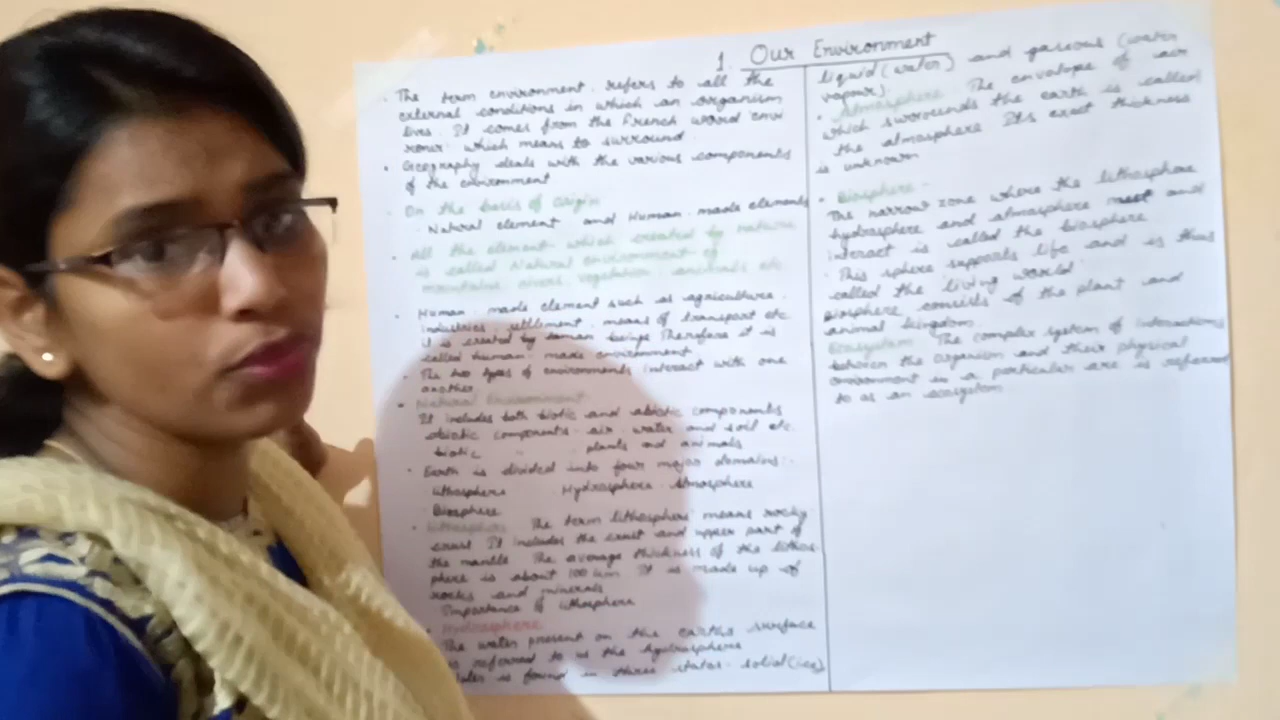 1. Our Environment
• The term environment refers to all the
external conditions in which an organism
lives. It comes from the French word 'envi
roner' which means to surround.
• Geography deals with the various components
of the environment
• On the basis of origin
• Natural element and Human made elements
• All the element which created by nature
is called Natural environment of
mountains, rivers, vegetation, animals etc.
• Human made element such as agriculture,
industries, settlement, means of transport etc
it is created by human beings Therefore it is
called human made environment
• The two types of environments interact with one
another.
• Natural Environment
It includes both biotic and abiotic components
abiotic components - air, water and soil etc.
biotic " plants and animals
• Earth is divided into four major domains:-
lithosphere Hydrosphere Atmosphere
Biosphere
• Lithosphere The term lithosphere means rocky
crust. It includes the crust and upper part of
the mantle. The average thickness of the litho
phere is about 100 km. It is made up of
rocks and minerals
Importance of lithosphere
• Hydrosphere
The water present on the earth's surface
is referred to as the hydrosphere
is found in three states - solid (ice)
liquid (water) and gaseous (water
vapour).
• Atmosphere The envelope of air
which surrounds the earth is called
the atmosphere Its exact thickness
is unknown
• Biosphere -
The narrow zone where the lithosphere
hydrosphere and atmosphere meet and
interact is called the biosphere
• This sphere supports life and is thus
called the living world
Biosphere consists of the plant and
animal kingdom.
Ecosystem The complex system of interactions
between the organism and their physical
environment in a particular are is referred
to as an ecosystem